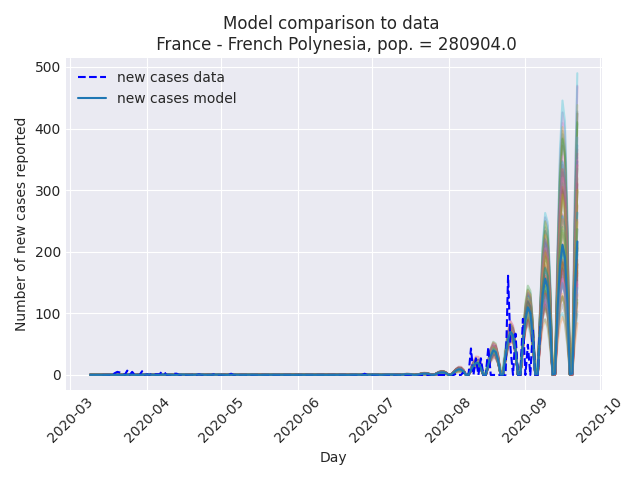 Model comparison to data
France - French Polynesia, pop. = 280904.0
new cases data
new cases model
Number of new cases reported
500
400
300
200
100
0
2020-03
2020-04
2020-05
2020-06
2020-07
2020-08
2020-09
2020-10
Day